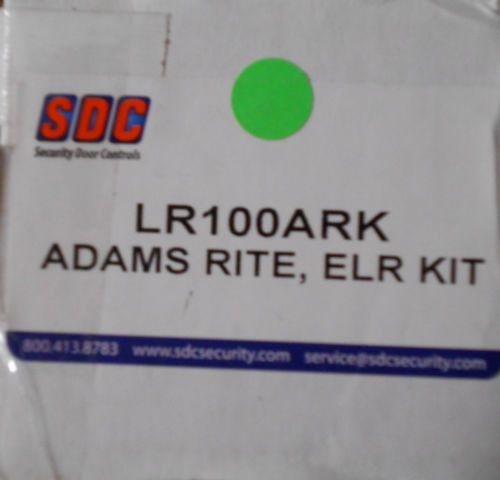 SDC
Security Door Controls
LR100ARK
ADAMS RITE, ELR KIT
800.413.8783 www.sdcsecurity.com service@sdcsecurity.com